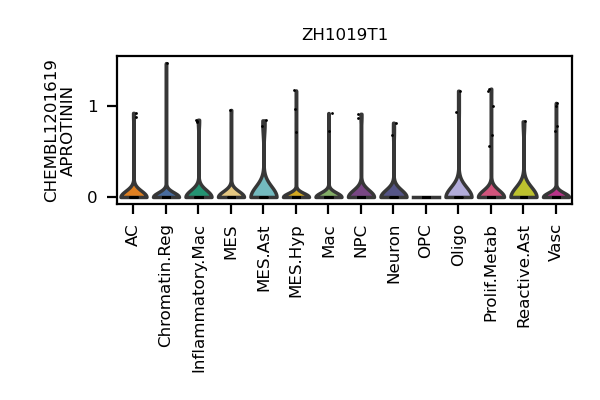 ZH1019T1
CHEMBL1201619
APROTININ
1
0
AC
Chromatin.Reg
Inflammatory.Mac
MES
MES.Ast
MES.Hyp
Mac
NPC
Neuron
OPC
Oligo
Prolif.Metab
Reactive.Ast
Vasc